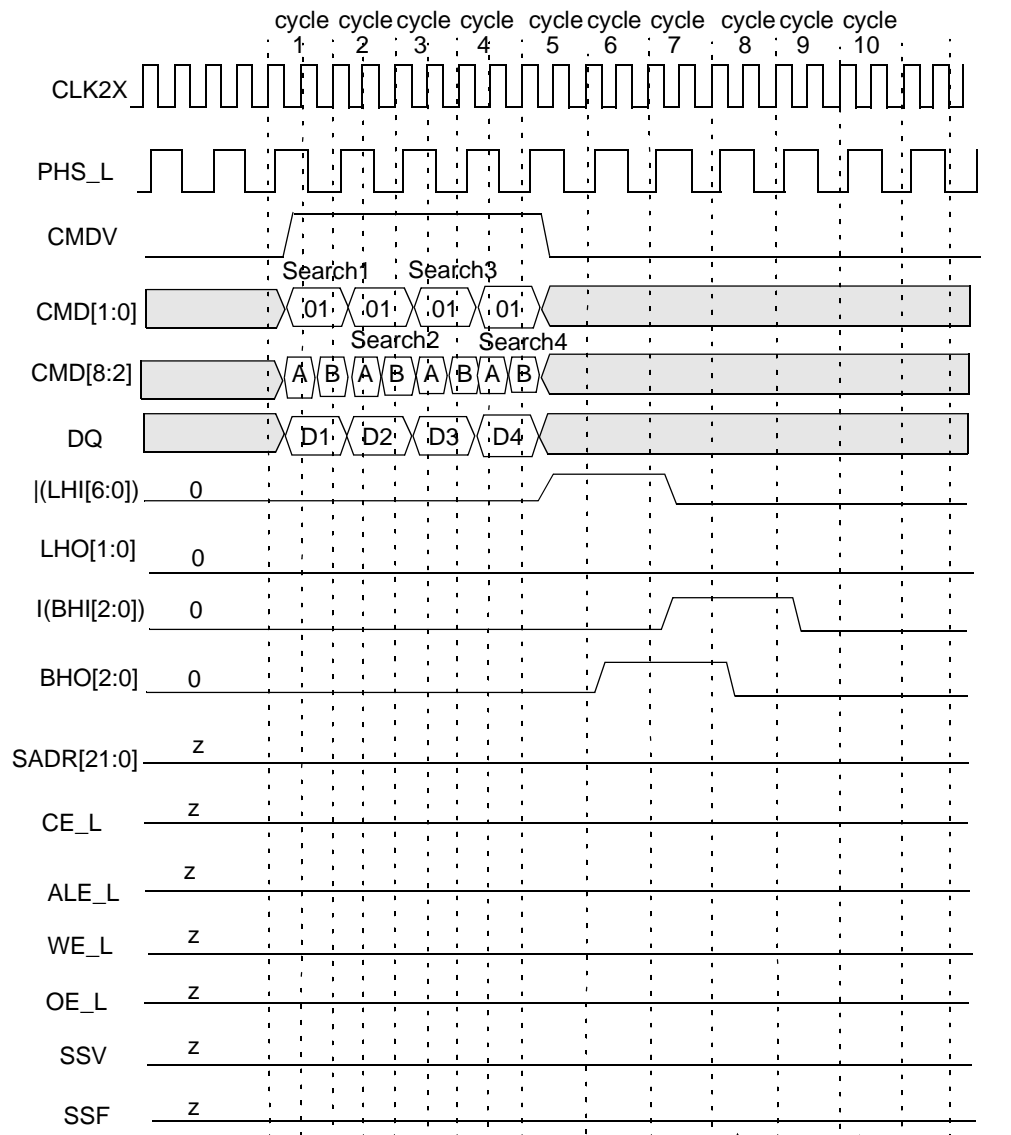 cycle cycle cycle cycle cycle cycle cycle cycle cycle cycle
1 2 3 4 5 6 7 8 9 10
CLK2X
PHS_L
CMDV
Search1 Search3
CMD[1:0] 01 01 01 01
Search2 Search4
CMD[8:2] A B A B A B A B
DQ D1 D2 D3 D4
|(LHI[6:0]) 0
LHO[1:0] 0
I(BHI[2:0]) 0
BHO[2:0] 0
SADR[21:0] z
CE_L z
ALE_L z
WE_L z
OE_L z
SSV z
SSF z